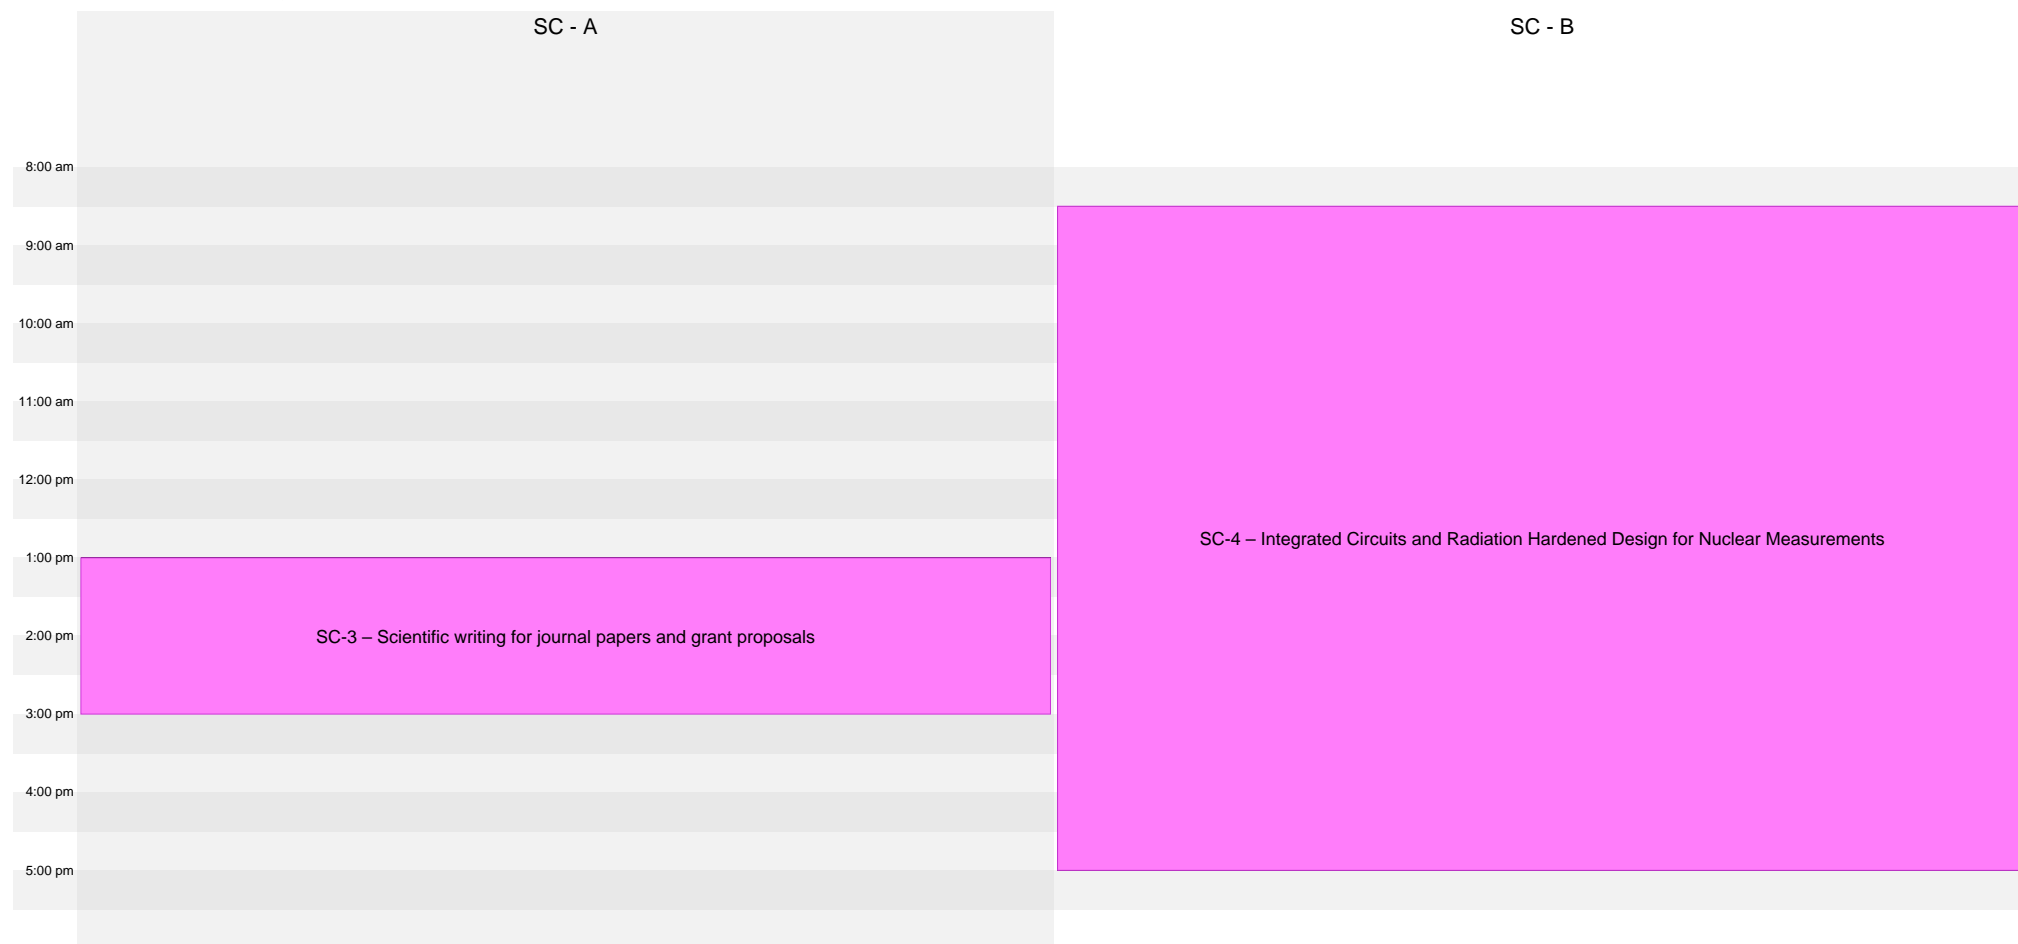 SC - A
SC - B
8:00 am
9:00 am
10:00 am
11:00 am
12:00 pm
SC-4 – Integrated Circuits and Radiation Hardened Design for Nuclear Measurements
1:00 pm
2:00 pm
SC-3 – Scientific writing for journal papers and grant proposals
3:00 pm
4:00 pm
5:00 pm